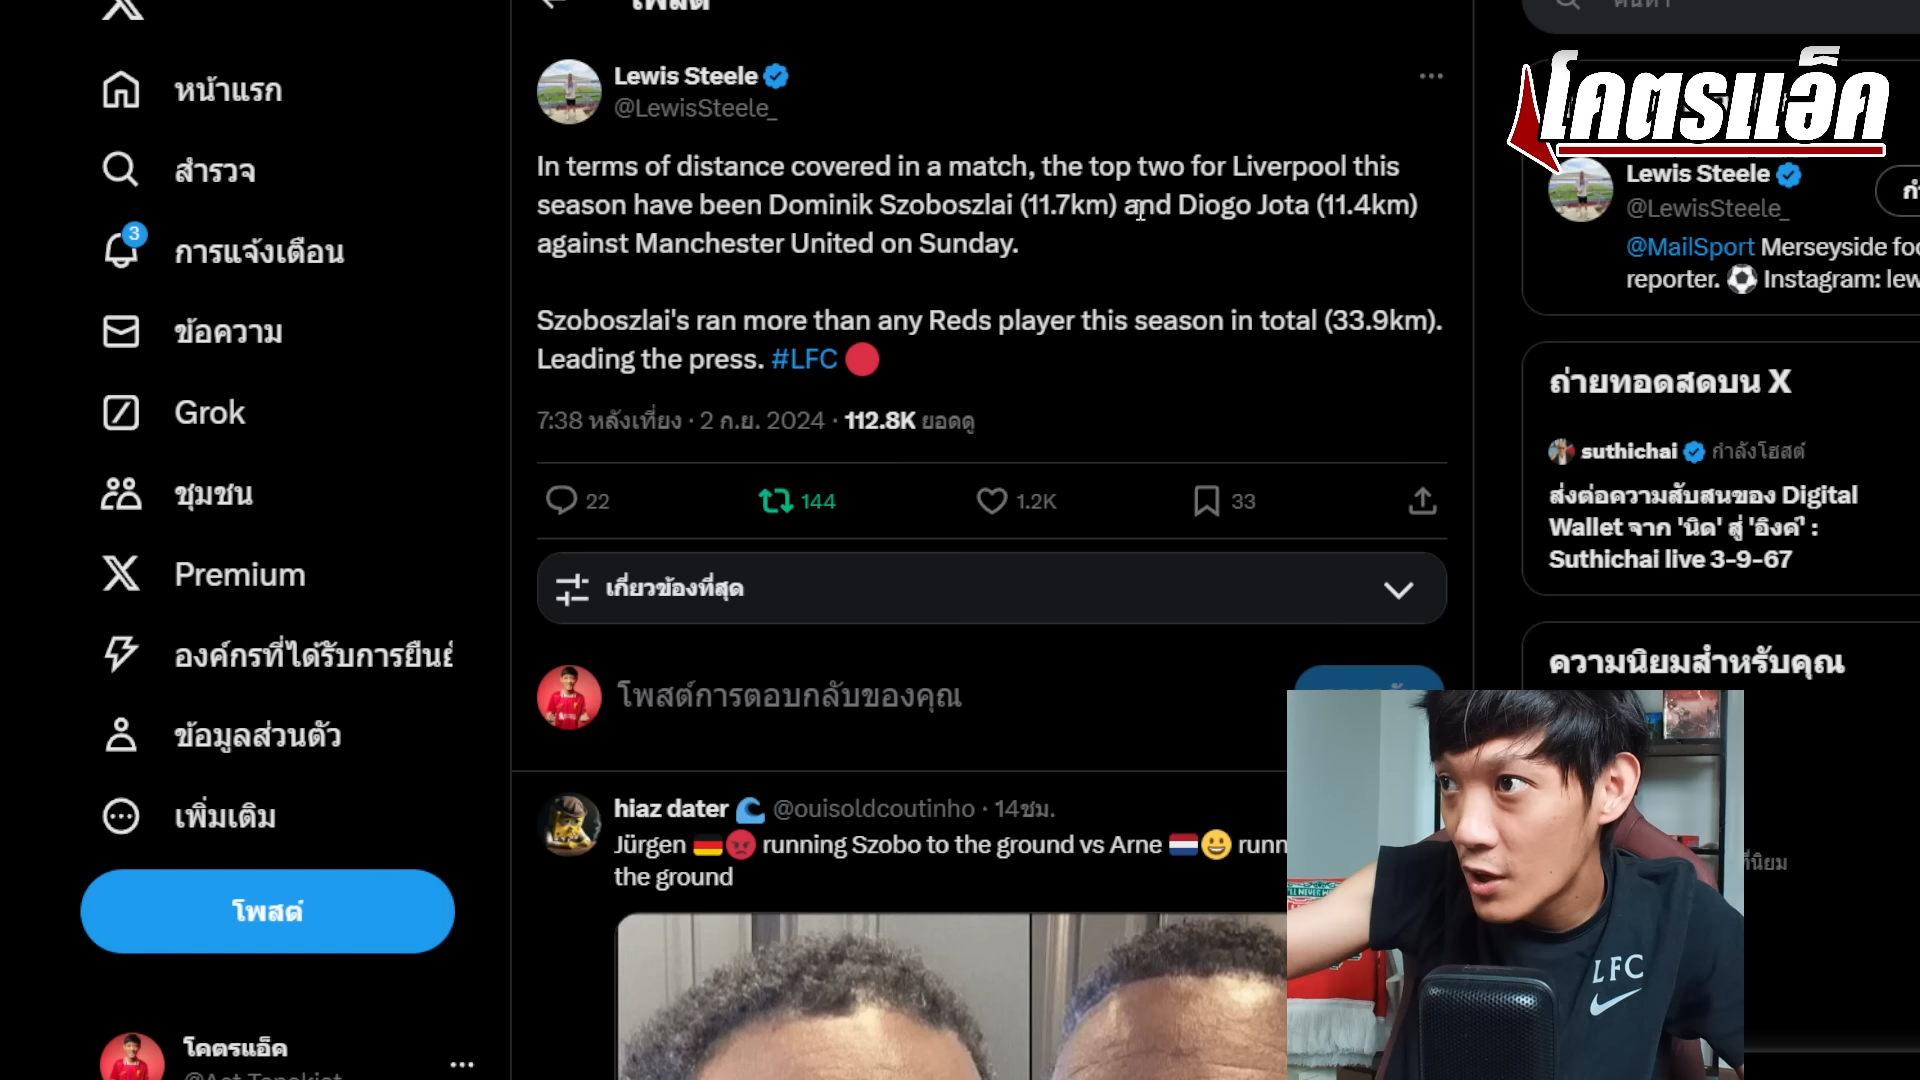 โพสต์
ค้นหา
โคตรแอ็ค
หน้าแรก
สำรวจ
3
การแจ้งเตือน
ข้อความ
Grok
ชุมชน
Premium
องค์กรที่ได้รับการยืนยั
ข้อมูลส่วนตัว
เพิ่มเติม
โพสต์
โคตรแอ็ค
Lewis Steele
@LewisSteele_
In terms of distance covered in a match, the top two for Liverpool this
season have been Dominik Szoboszlai (11.7km) and Diogo Jota (11.4km)
against Manchester United on Sunday.
Szoboszlai's ran more than any Reds player this season in total (33.9km).
Leading the press. #LFC 🔴
7:38 หลังเที่ยง · 2 ก.ย. 2024 · 112.8K ยอดดู
22 144 1.2K 33
เกี่ยวข้องที่สุด
โพสต์การตอบกลับของคุณ
hiaz dater 🌊 @ouisoldcoutinho · 14ชม.
Jürgen 🇩🇪😡 running Szobo to the ground vs Arne 🇳🇱😀 runn
the ground
Lewis Steele
@LewisSteele_
@MailSport Merseyside foo
reporter. ⚽ Instagram: lew
ถ่ายทอดสดบน X
suthichai กำลังโฮสต์
ส่งต่อความสับสนของ Digital
Wallet จาก 'นิด' สู่ 'อิงค์' :
Suthichai live 3-9-67
ความนิยมสำหรับคุณ
LFC